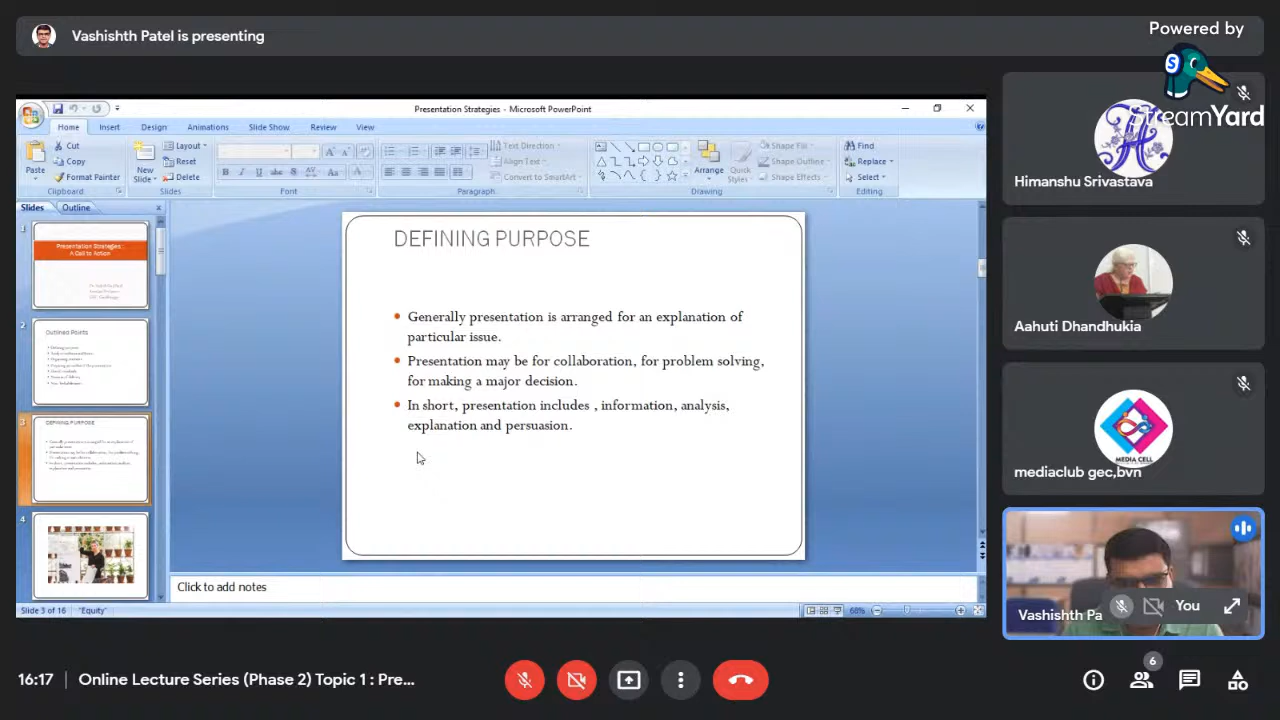 Vashishth Patel is presenting
Powered by
StreamYard
Presentation Strategies - Microsoft PowerPoint
Home Insert Design Animations Slide Show Review View
Cut
Copy
Format Painter
Paste
Clipboard
New Slide
Layout
Reset
Delete
Slides
Font
Text Direction
Align Text
Convert to SmartArt
Paragraph
Arrange
Quick Styles
Shape Fill
Shape Outline
Shape Effects
Drawing
Find
Replace
Select
Editing
Slides Outline
1
Presentation Strategies :
A Call to Action
2
Outlined Points
3
DEFINING PURPOSE
4
DEFINING PURPOSE
Generally presentation is arranged for an explanation of
particular issue.
Presentation may be for collaboration, for problem solving,
for making a major decision.
In short, presentation includes , information, analysis,
explanation and persuasion.
Click to add notes
Slide 3 of 16 "Equity" 68%
Himanshu Srivastava
Aahuti Dhandhukia
MEDIA CELL
mediaclub gec,bvn
Vashishth Pa
You
16:17 Online Lecture Series (Phase 2) Topic 1 : Pre...
6